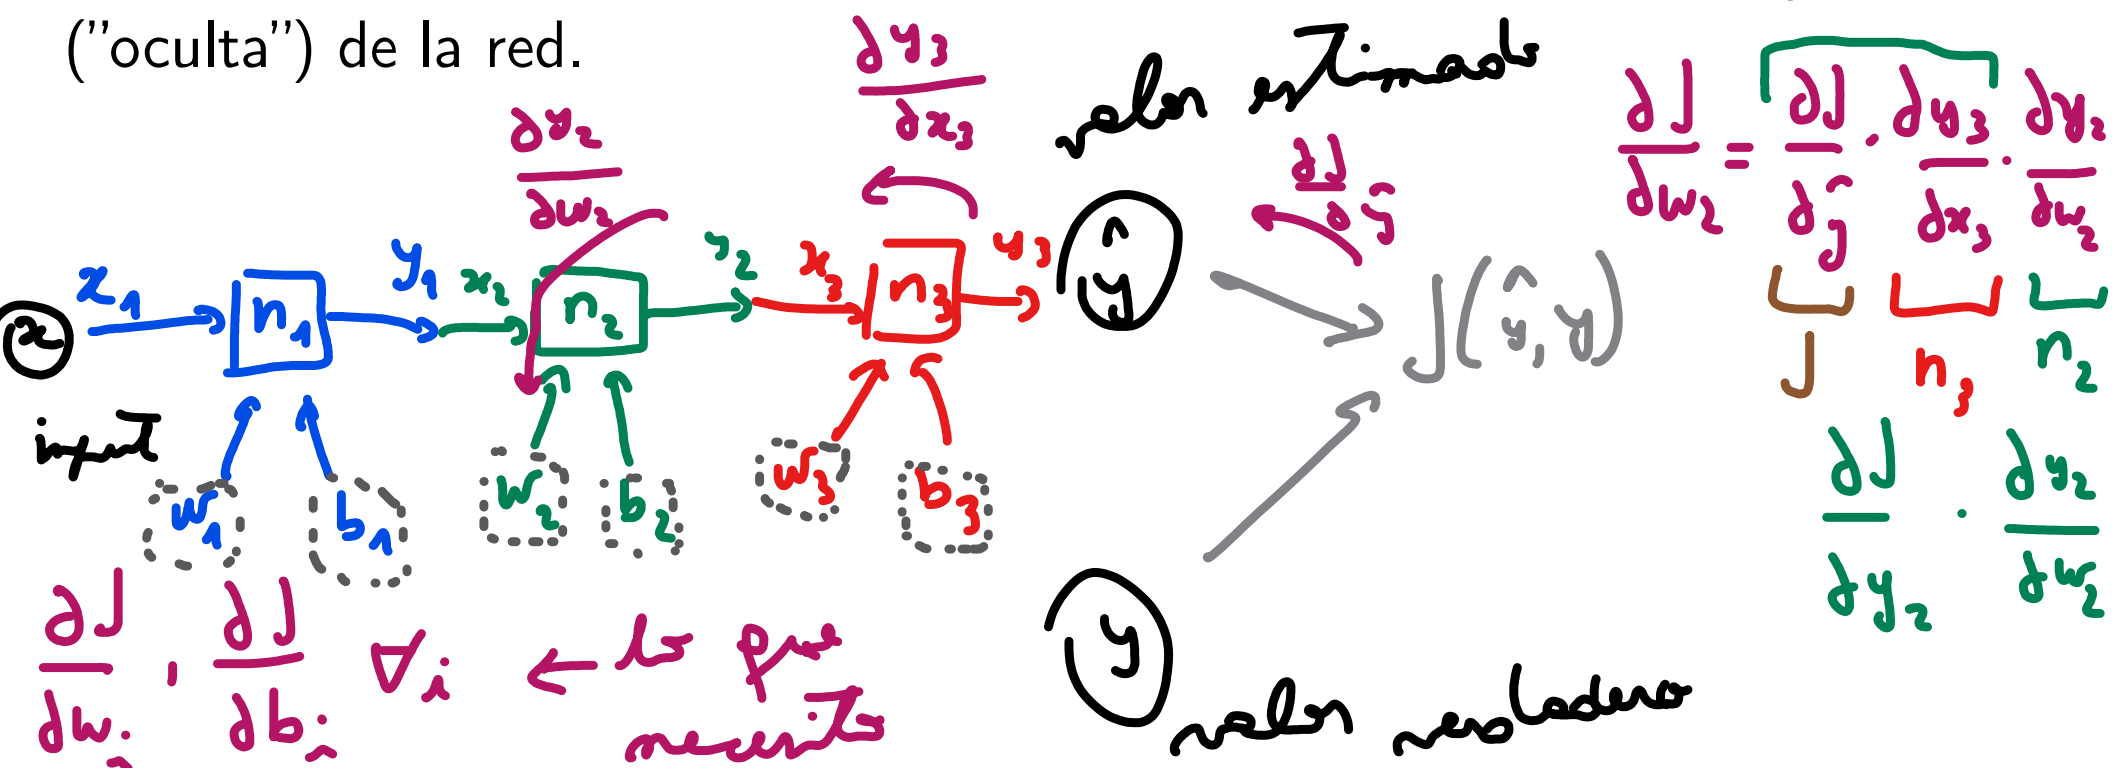 ("oculta") de la red.
∂y₂/∂w₂
∂y₃/∂x₃
valor estimado
∂J/∂ŷ
∂J/∂w₂ = ∂J/∂ŷ · ∂y₃/∂x₃ · ∂y₂/∂w₂
J n₃ n₂
∂J/∂y₂ · ∂y₂/∂w₂
x x₁ n₁ y₁ x₂ n₂ y₂ x₃ n₃ y₃ ŷ
J(ŷ, y)
input
w₁ b₁ w₂ b₂ w₃ b₃
y
valor verdadero
∂J/∂wᵢ , ∂J/∂bᵢ ∀i ← lo que
necesito